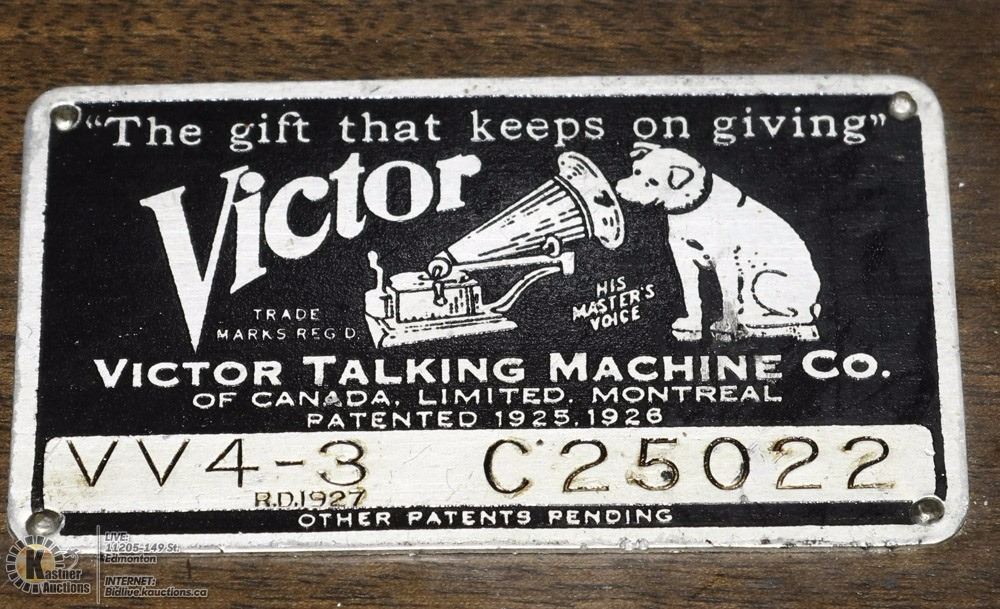 "The gift that keeps on giving"
Victor
TRADE
MARKS REG'D.
HIS
MASTER'S
VOICE
VICTOR TALKING MACHINE CO.
OF CANADA, LIMITED. MONTREAL
PATENTED 1925, 1926
VV4-3 C25022
R.D.1927
OTHER PATENTS PENDING
Kastner
Auctions
LIVE:
11205-149 St.
Edmonton
INTERNET:
Bidlive.kauctions.ca